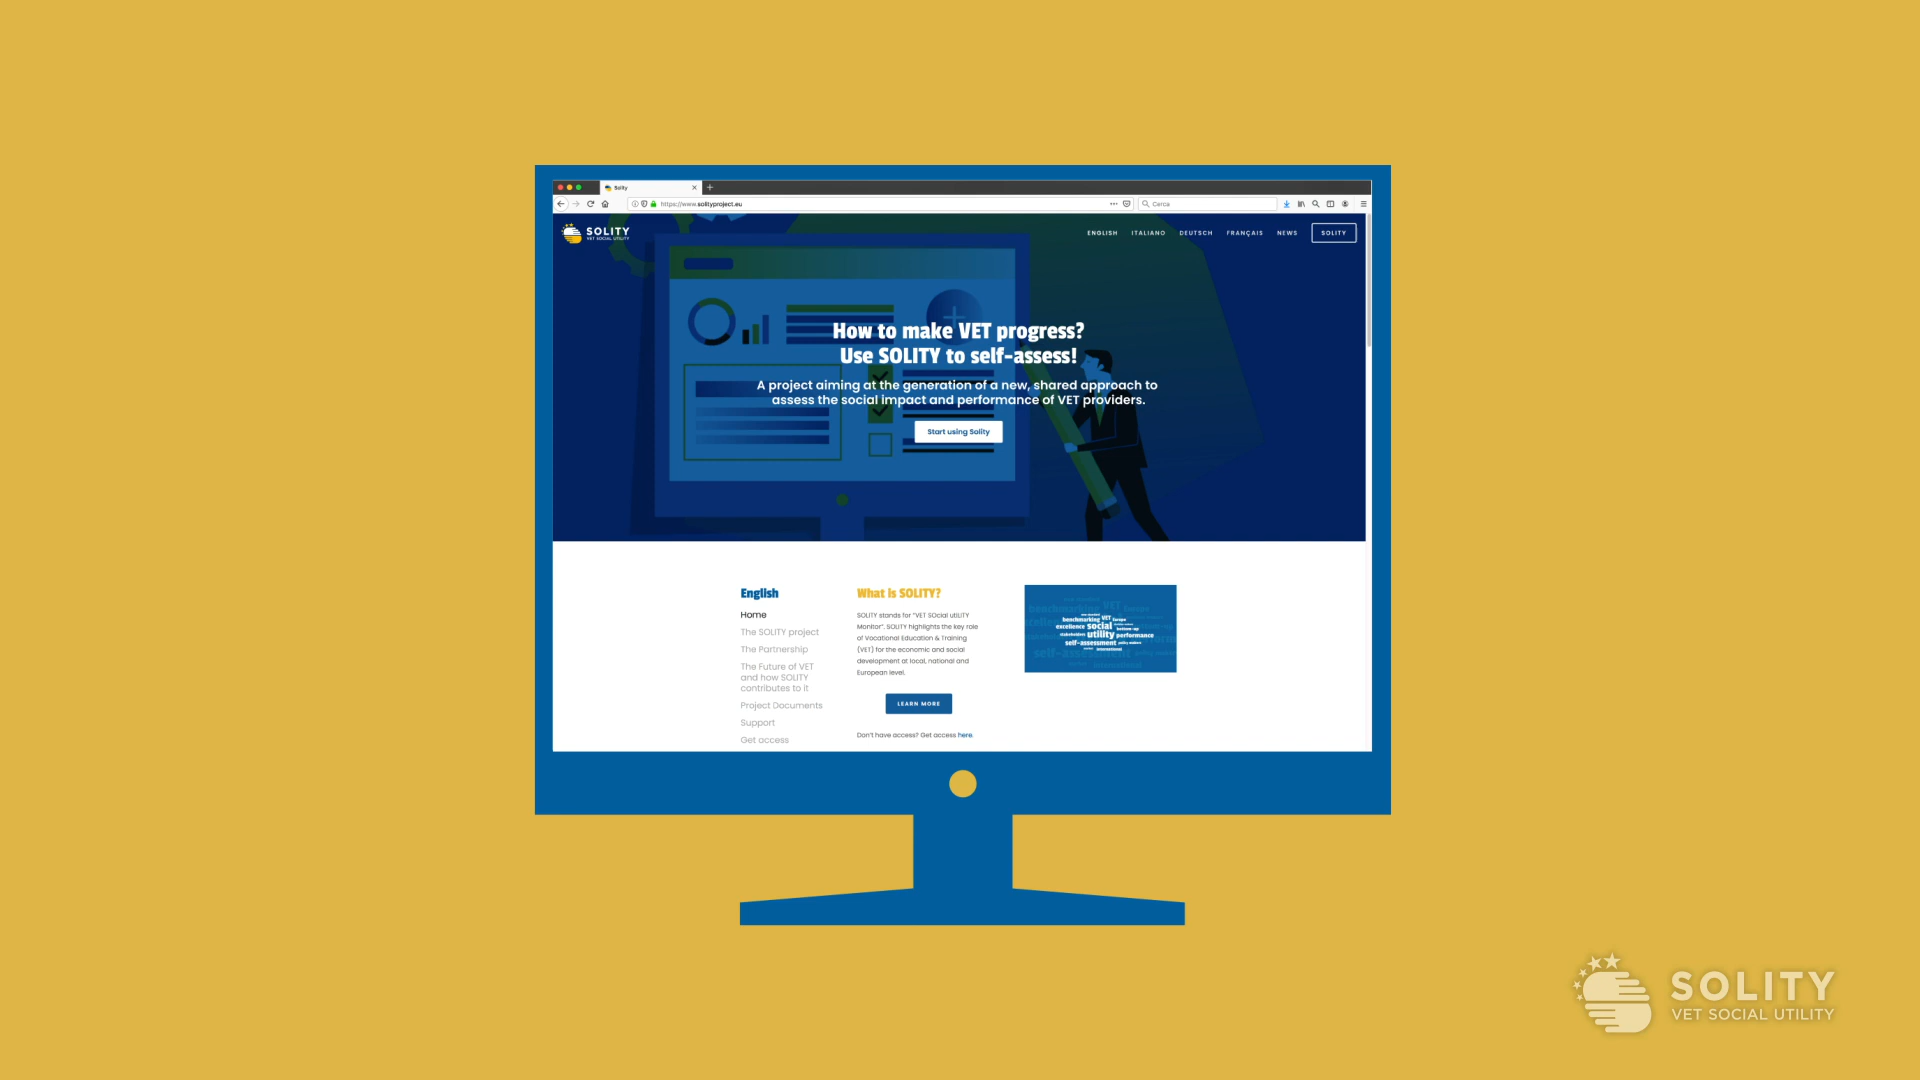 Solity
https://www.solityproject.eu
Cerca
SOLITY
VET SOCIAL UTILITY
ENGLISH ITALIANO DEUTSCH FRANÇAIS NEWS SOLITY
How to make VET progress?
Use SOLITY to self-assess!
A project aiming at the generation of a new, shared approach to
assess the social impact and performance of VET providers.
Start using Solity
English
Home
The SOLITY project
The Partnership
The Future of VET
and how SOLITY
contributes to it
Project Documents
Support
Get access
What is SOLITY?
SOLITY stands for "VET SOcial utiLITY
Monitor". SOLITY highlights the key role
of Vocational Education & Training
(VET) for the economic and social
development at local, national and
European level.
LEARN MORE
Don't have access? Get access here.
benchmarking VET Europe
excellence social bottom-up
stakeholders utility performance
self-assessment
international
SOLITY
VET SOCIAL UTILITY